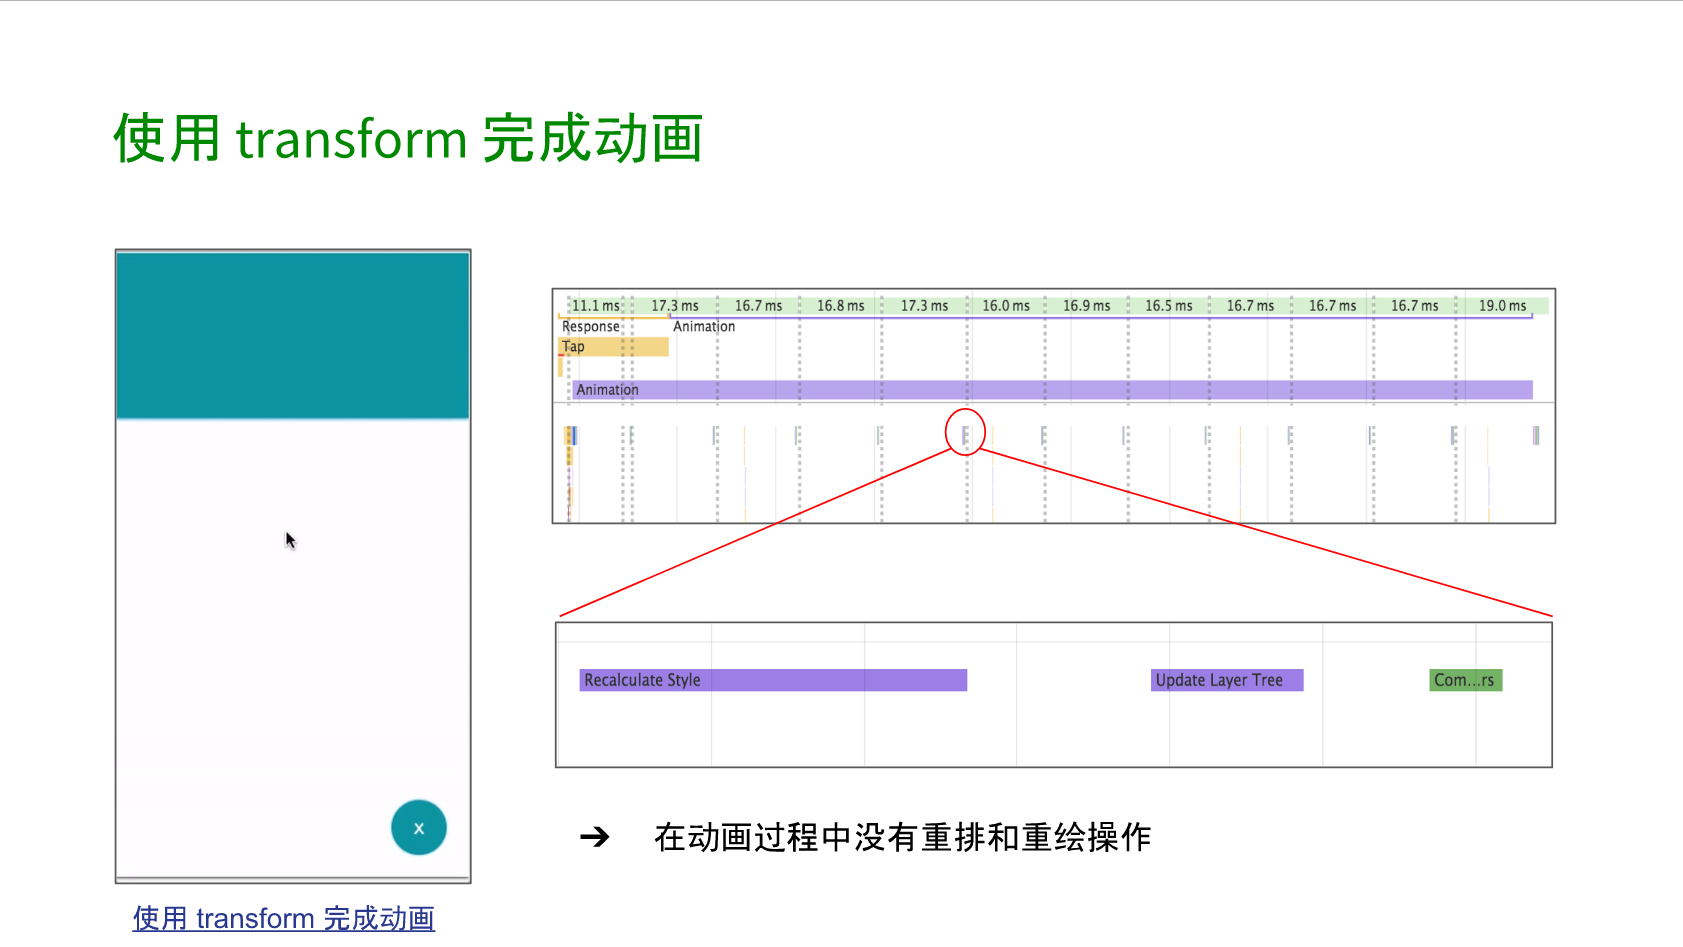 使用 transform 完成动画
11.1 ms 17.3 ms 16.7 ms 16.8 ms 17.3 ms 16.0 ms 16.9 ms 16.5 ms 16.7 ms 16.7 ms 16.7 ms 19.0 ms
Response Animation
Tap
Animation
Recalculate Style Update Layer Tree Com...rs
x
➔ 在动画过程中没有重排和重绘操作
使用 transform 完成动画